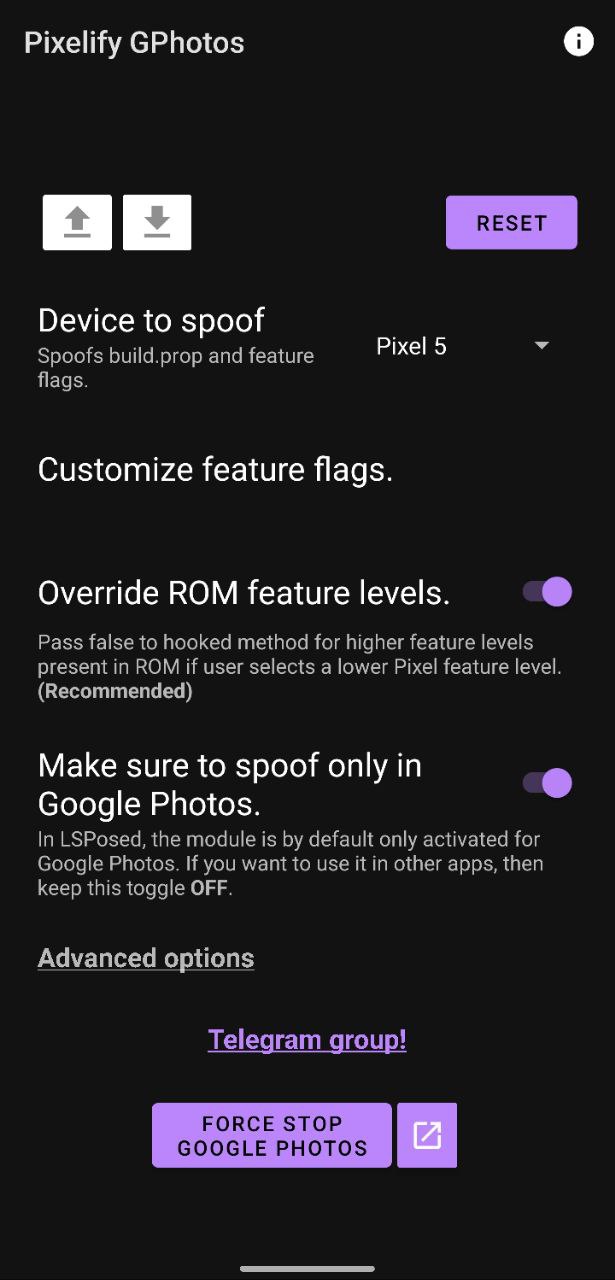 Pixelify GPhotos
RESET
Device to spoof
Spoofs build.prop and feature
flags.
Pixel 5
Customize feature flags.
Override ROM feature levels.
Pass false to hooked method for higher feature levels
present in ROM if user selects a lower Pixel feature level.
(Recommended)
Make sure to spoof only in
Google Photos.
In LSPosed, the module is by default only activated for
Google Photos. If you want to use it in other apps, then
keep this toggle OFF.
Advanced options
Telegram group!
FORCE STOP
GOOGLE PHOTOS